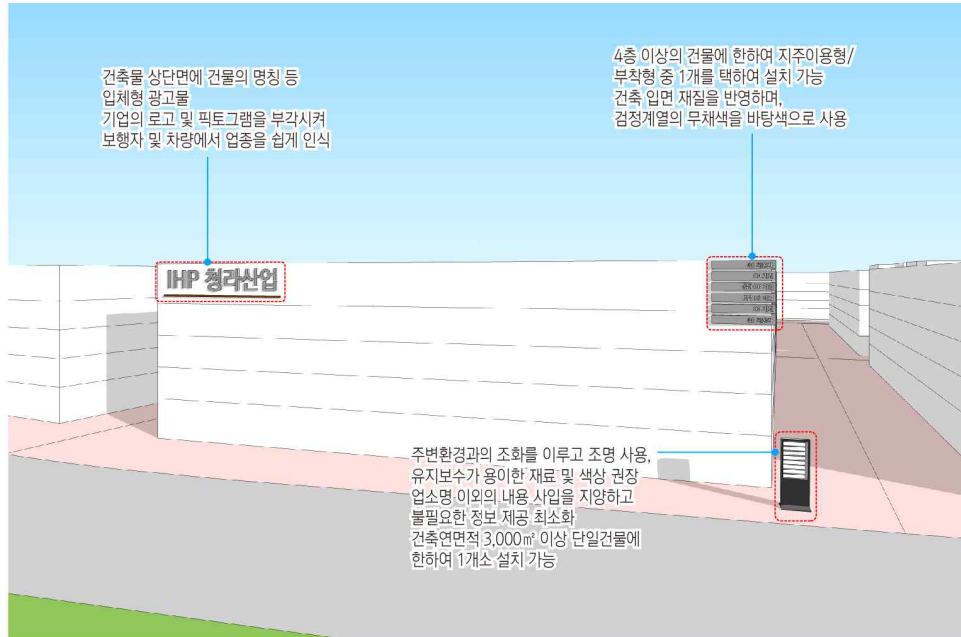 건축물 상단면에 건물의 명칭 등
입체형 광고물
기업의 로고 및 픽토그램을 부각시켜
보행자 및 차량에서 업종을 쉽게 인식
4층 이상의 건물에 한하여 지주이용형/
부착형 중 1개를 택하여 설치 가능
건축 입면 재질을 반영하며,
검정계열의 무채색을 바탕색으로 사용
IHP 청라산업
주변환경과의 조화를 이루고 조명 사용,
유지보수가 용이한 재료 및 색상 권장
업소명 이외의 내용 사입을 지양하고
불필요한 정보 제공 최소화
건축연면적 3,000㎡ 이상 단일건물에
한하여 1개소 설치 가능